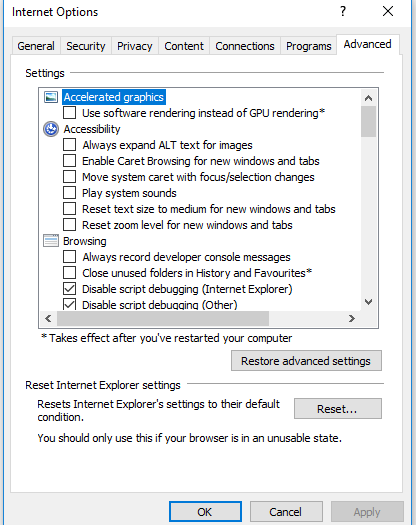 Internet Options
General Security Privacy Content Connections Programs Advanced
Settings
Accelerated graphics
Use software rendering instead of GPU rendering*
Accessibility
Always expand ALT text for images
Enable Caret Browsing for new windows and tabs
Move system caret with focus/selection changes
Play system sounds
Reset text size to medium for new windows and tabs
Reset zoom level for new windows and tabs
Browsing
Always record developer console messages
Close unused folders in History and Favourites*
Disable script debugging (Internet Explorer)
Disable script debugging (Other)
*Takes effect after you've restarted your computer
Restore advanced settings
Reset Internet Explorer settings
Resets Internet Explorer's settings to their default
condition.
Reset...
You should only use this if your browser is in an unusable state.
OK Cancel Apply